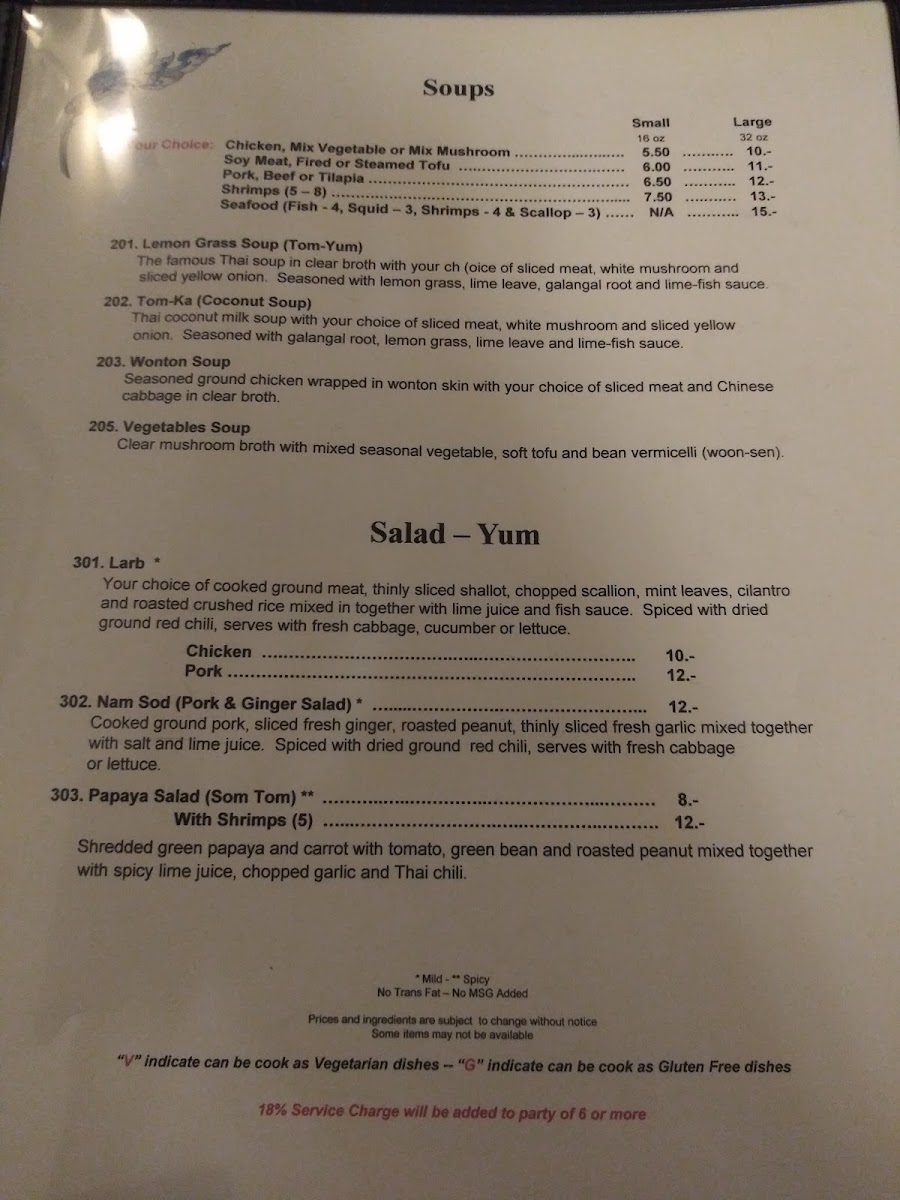 Soups
Small Large
16 oz 32 oz
Your Choice: Chicken, Mix Vegetable or Mix Mushroom ........................ 5.50 ........... 10.-
Soy Meat, Fired or Steamed Tofu .................................... 6.00 ........... 11.-
Pork, Beef or Tilapia ........................................................ 6.50 ........... 12.-
Shrimps (5 – 8) ................................................................ 7.50 ........... 13.-
Seafood (Fish - 4, Squid – 3, Shrimps - 4 & Scallop – 3) ...... N/A ........... 15.-
201. Lemon Grass Soup (Tom-Yum)
The famous Thai soup in clear broth with your ch (oice of sliced meat, white mushroom and
sliced yellow onion. Seasoned with lemon grass, lime leave, galangal root and lime-fish sauce.
202. Tom-Ka (Coconut Soup)
Thai coconut milk soup with your choice of sliced meat, white mushroom and sliced yellow
onion. Seasoned with galangal root, lemon grass, lime leave and lime-fish sauce.
203. Wonton Soup
Seasoned ground chicken wrapped in wonton skin with your choice of sliced meat and Chinese
cabbage in clear broth.
205. Vegetables Soup
Clear mushroom broth with mixed seasonal vegetable, soft tofu and bean vermicelli (woon-sen).
Salad – Yum
301. Larb *
Your choice of cooked ground meat, thinly sliced shallot, chopped scallion, mint leaves, cilantro
and roasted crushed rice mixed in together with lime juice and fish sauce. Spiced with dried
ground red chili, serves with fresh cabbage, cucumber or lettuce.
Chicken ................................................................................ 10.-
Pork ...................................................................................... 12.-
302. Nam Sod (Pork & Ginger Salad) * .......................................................... 12.-
Cooked ground pork, sliced fresh ginger, roasted peanut, thinly sliced fresh garlic mixed together
with salt and lime juice. Spiced with dried ground red chili, serves with fresh cabbage
or lettuce.
303. Papaya Salad (Som Tom) ** .................................................................. 8.-
With Shrimps (5) .................................................................. 12.-
Shredded green papaya and carrot with tomato, green bean and roasted peanut mixed together
with spicy lime juice, chopped garlic and Thai chili.
* Mild - ** Spicy
No Trans Fat – No MSG Added
Prices and ingredients are subject to change without notice
Some items may not be available
“V” indicate can be cook as Vegetarian dishes – “G” indicate can be cook as Gluten Free dishes
18% Service Charge will be added to party of 6 or more